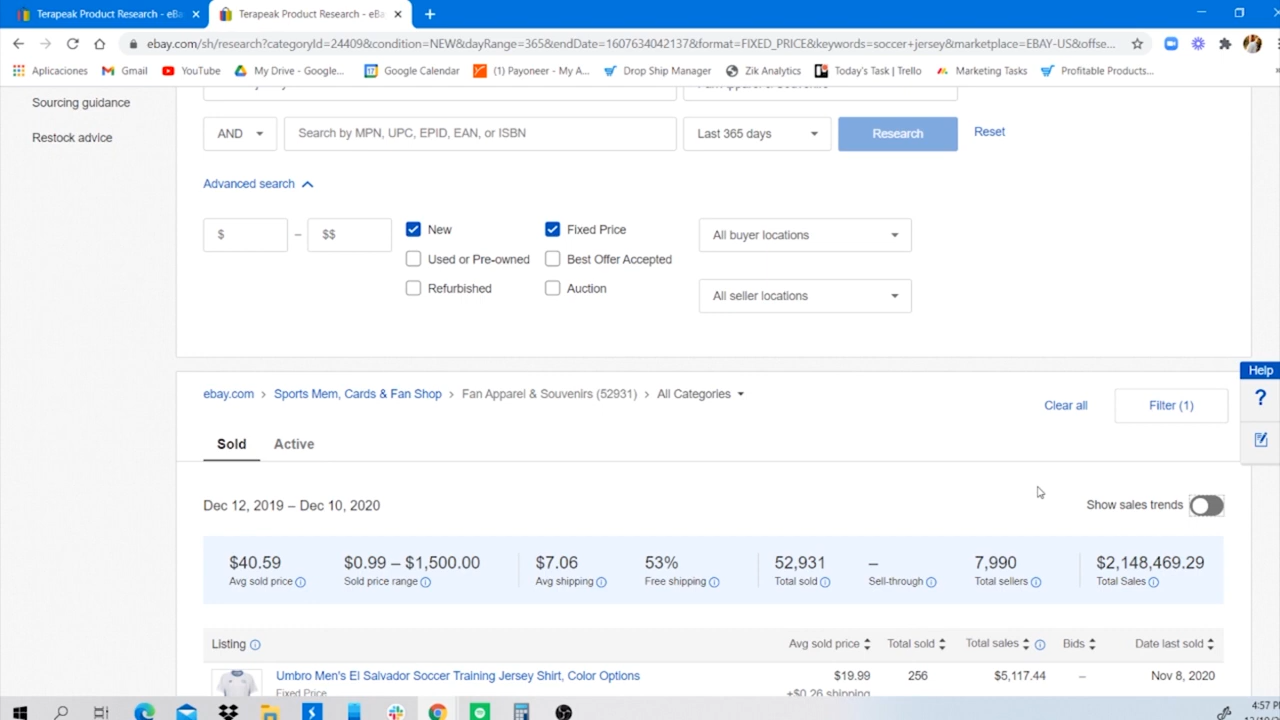 Terapeak Product Research - eBa
Terapeak Product Research - eBa
ebay.com/sh/research?categoryId=24409&condition=NEW&dayRange=365&endDate=1607634042137&format=FIXED_PRICE&keywords=soccer+jersey&marketplace=EBAY-US&offse...
Aplicaciones Gmail YouTube My Drive - Google... Google Calendar (1) Payoneer - My A... Drop Ship Manager Zik Analytics Today's Task | Trello Marketing Tasks Profitable Products...
Sourcing guidance
Restock advice
AND Search by MPN, UPC, EPID, EAN, or ISBN Last 365 days Research Reset
Advanced search
$ – $$ New Fixed Price All buyer locations
Used or Pre-owned Best Offer Accepted
Refurbished Auction All seller locations
Help
?
ebay.com > Sports Mem, Cards & Fan Shop > Fan Apparel & Souvenirs (52931) > All Categories
Clear all Filter (1)
Sold Active
Dec 12, 2019 – Dec 10, 2020 Show sales trends
$40.59 $0.99 – $1,500.00 $7.06 53% 52,931 – 7,990 $2,148,469.29
Avg sold price Sold price range Avg shipping Free shipping Total sold Sell-through Total sellers Total Sales
Listing Avg sold price Total sold Total sales Bids Date last sold
Umbro Men's El Salvador Soccer Training Jersey Shirt, Color Options $19.99 256 $5,117.44 – Nov 8, 2020
Fixed Price +$0.26 shipping
4:57 P